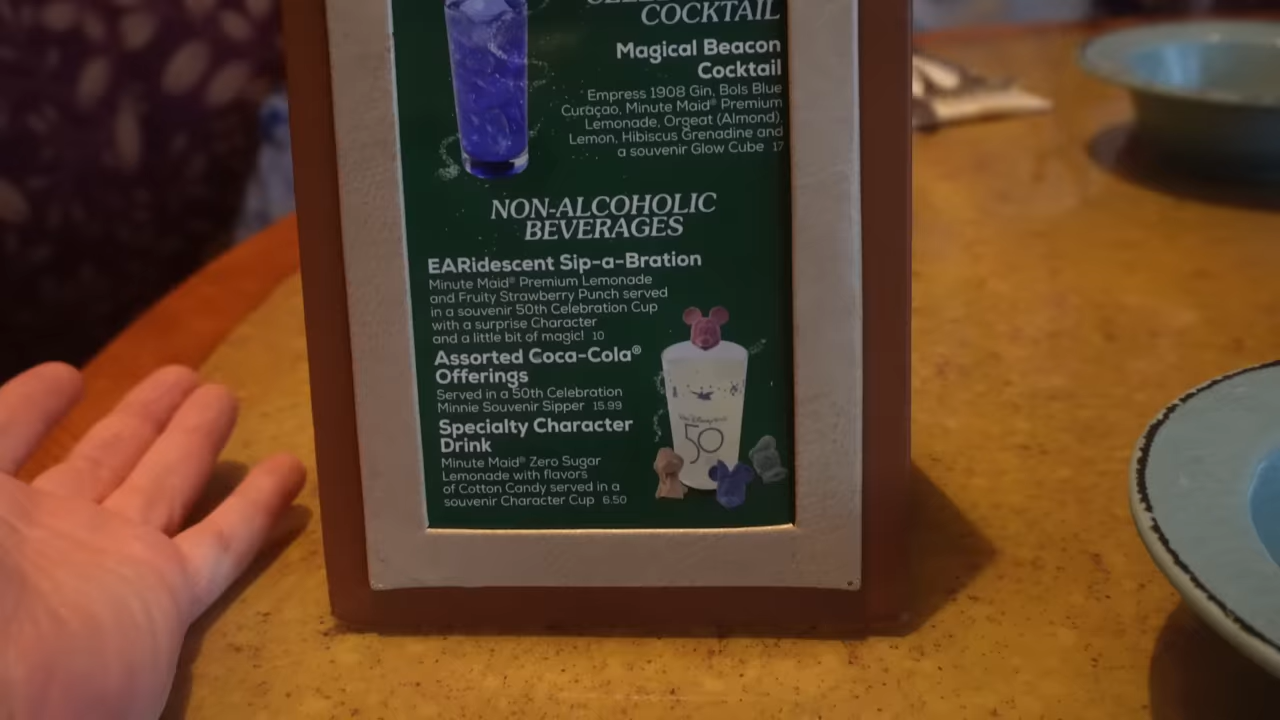 COCKTAIL
Magical Beacon
Cocktail
Empress 1908 Gin, Bols Blue
Curaçao, Minute Maid® Premium
Lemonade, Orgeat (Almond),
Lemon, Hibiscus Grenadine and
a souvenir Glow Cube 17
NON-ALCOHOLIC
BEVERAGES
EARidescent Sip-a-Bration
Minute Maid® Premium Lemonade
and Fruity Strawberry Punch served
in a souvenir 50th Celebration Cup
with a surprise Character
and a little bit of magic! 10
Assorted Coca-Cola®
Offerings
Served in a 50th Celebration
Minnie Souvenir Sipper 15.99
Specialty Character
Drink
Minute Maid® Zero Sugar
Lemonade with flavors
of Cotton Candy served in a
souvenir Character Cup 6.50
50